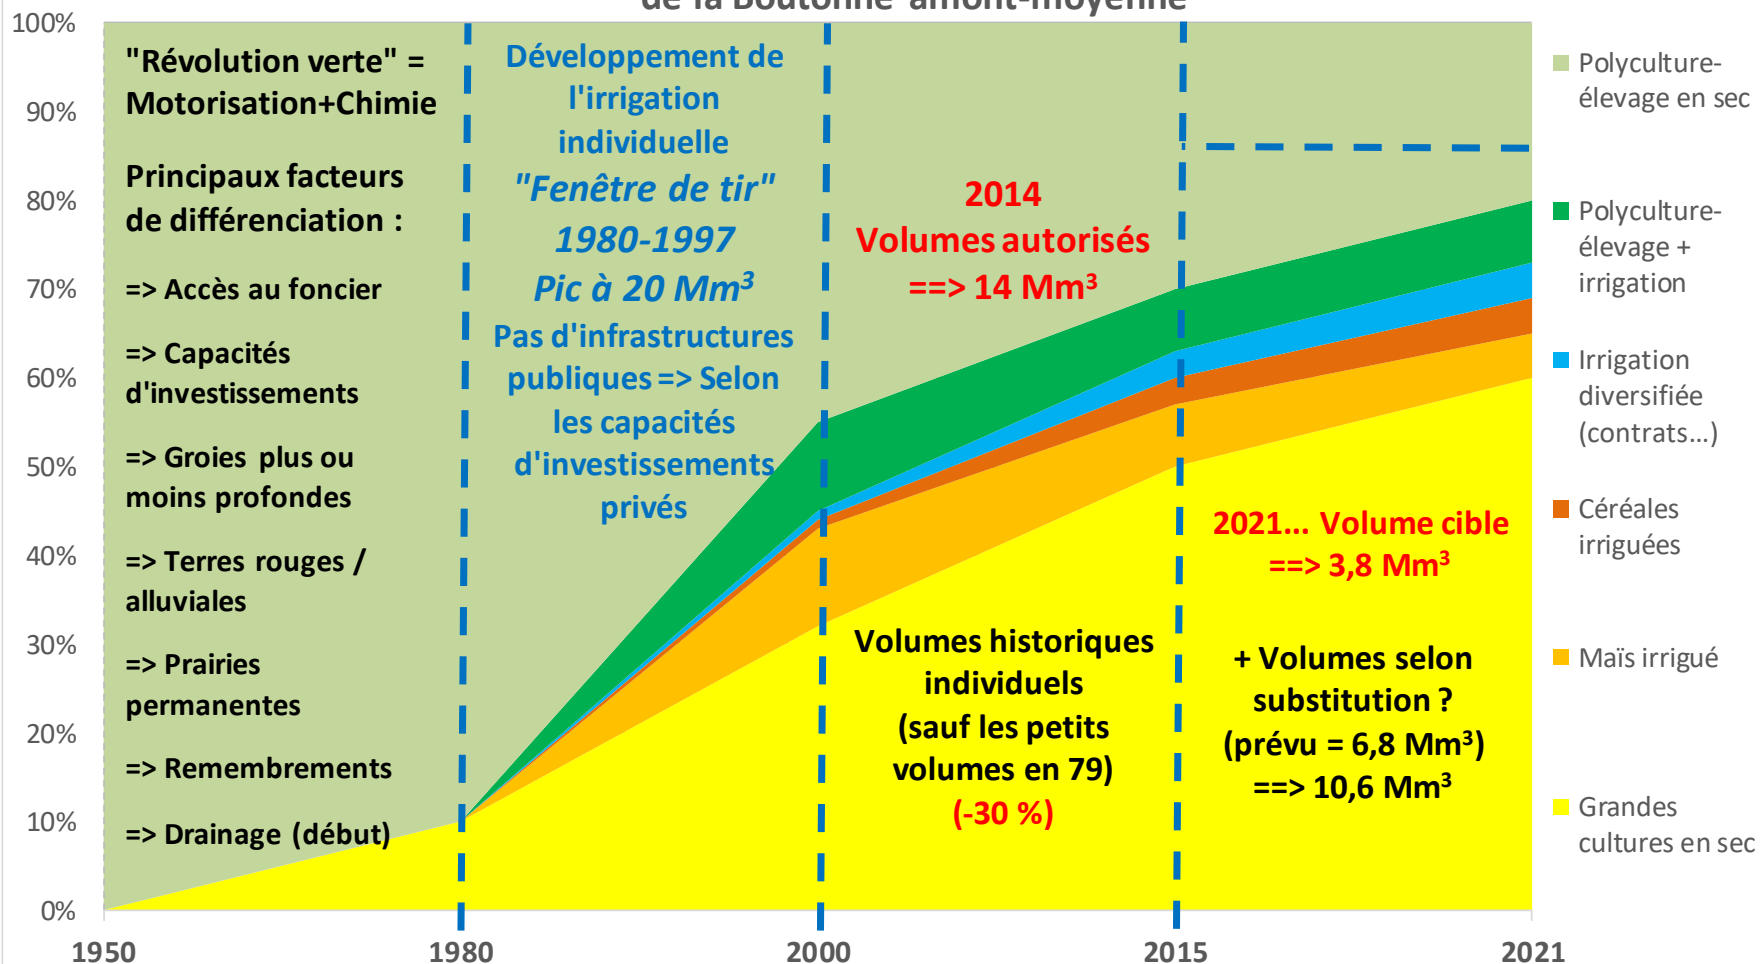 de la Boutonne amont-moyenne
100%
90%
80%
70%
60%
50%
40%
30%
20%
10%
0%
"Révolution verte" =
Motorisation+Chimie
Principaux facteurs
de différenciation :
=> Accès au foncier
=> Capacités
d'investissements
=> Groies plus ou
moins profondes
=> Terres rouges /
alluviales
=> Prairies
permanentes
=> Remembrements
=> Drainage (début)
Développement de
l'irrigation
individuelle
"Fenêtre de tir"
1980-1997
Pic à 20 Mm³
Pas d'infrastructures
publiques => Selon
les capacités
d'investissements
privés
2014
Volumes autorisés
==> 14 Mm³
Volumes historiques
individuels
(sauf les petits
volumes en 79)
(-30 %)
2021... Volume cible
==> 3,8 Mm³
+ Volumes selon
substitution ?
(prévu = 6,8 Mm³)
==> 10,6 Mm³
1950
1980
2000
2015
2021
Polyculture-
élevage en sec
Polyculture-
élevage +
irrigation
Irrigation
diversifiée
(contrats...)
Céréales
irriguées
Maïs irrigué
Grandes
cultures en sec